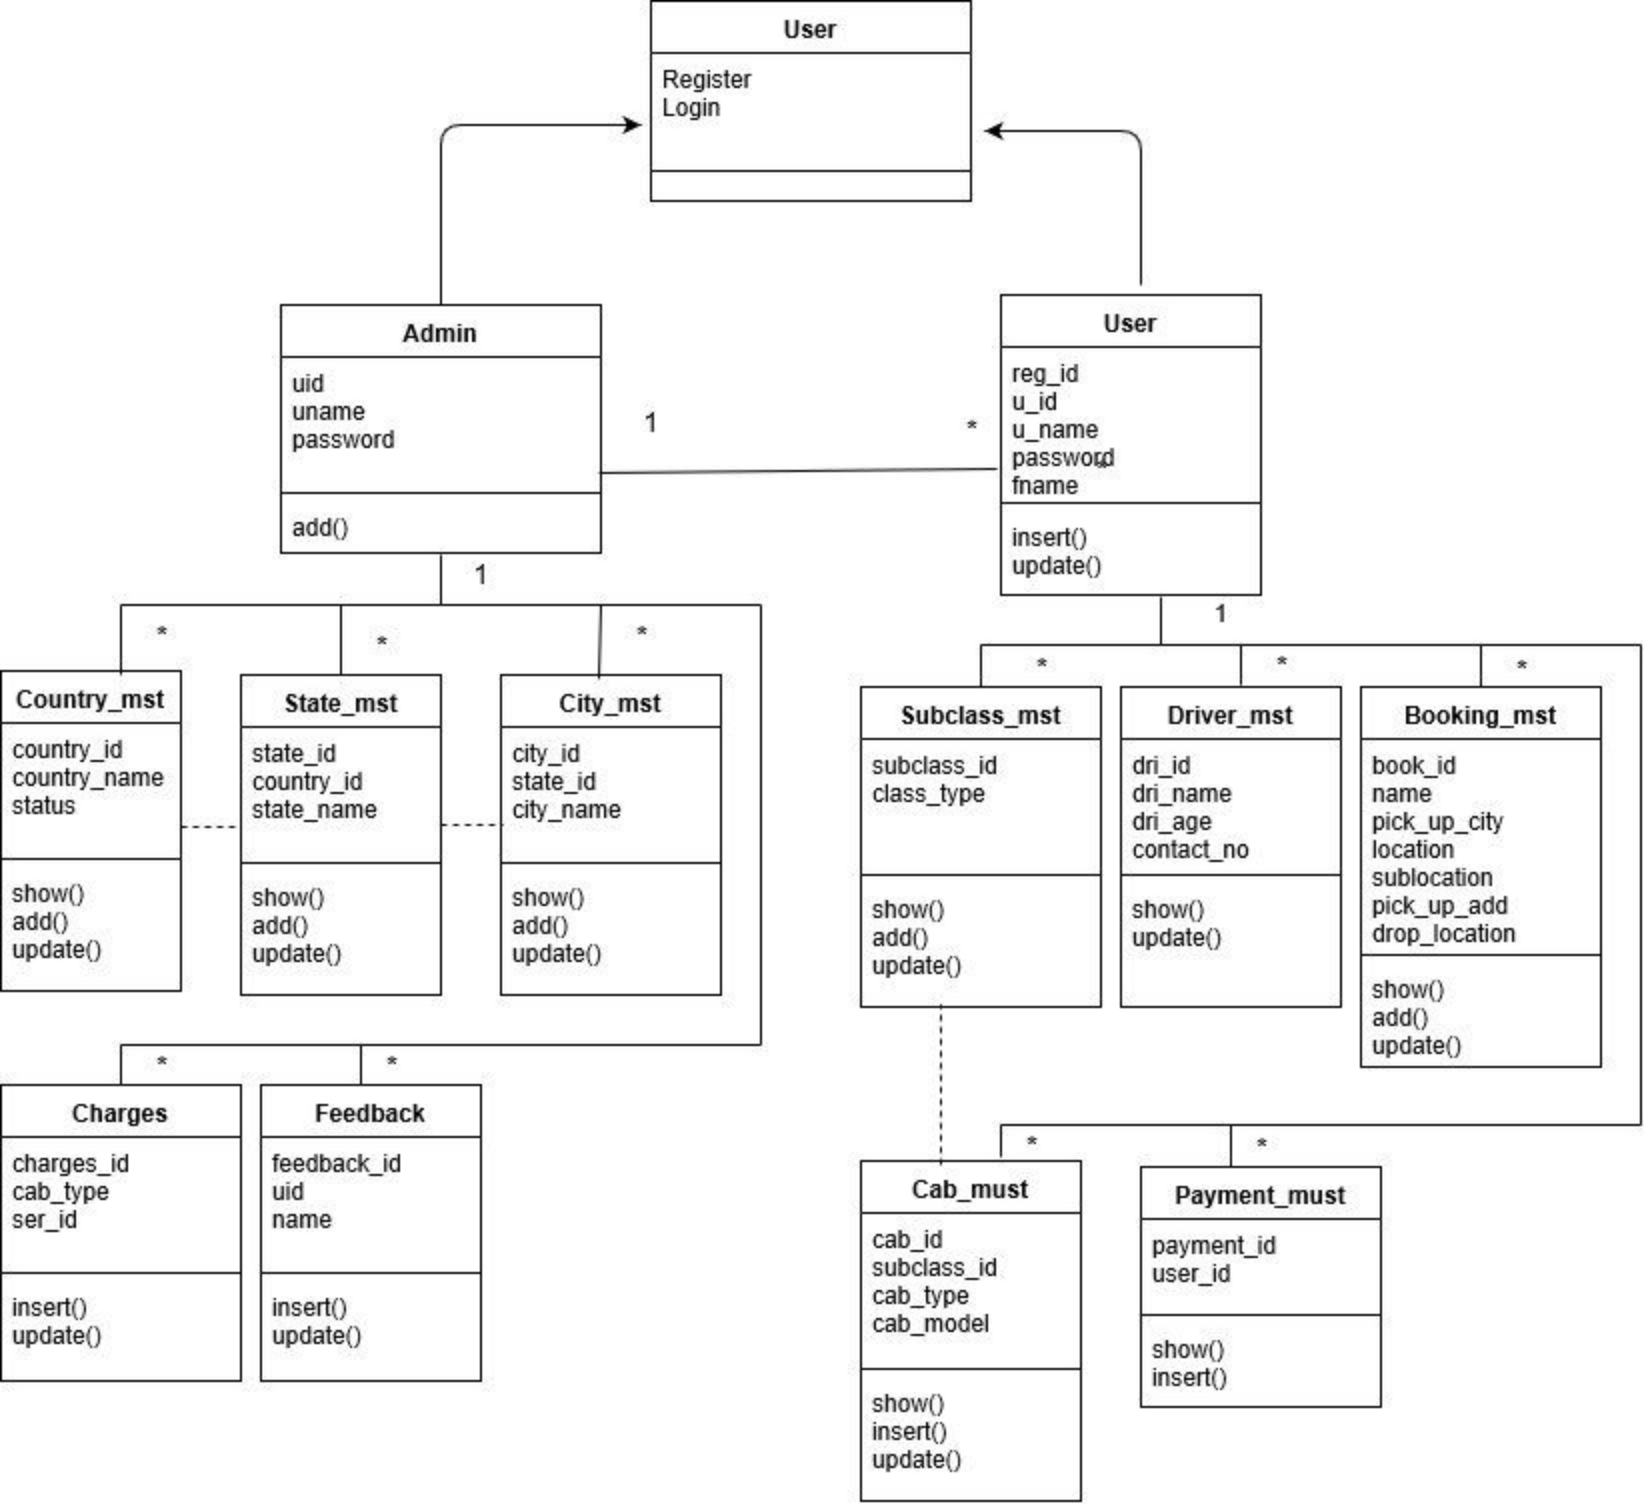 User
Register
Login
Admin
uid
uname
password
add()
1
*
User
reg_id
u_id
u_name
password
*
fname
insert()
update()
1
*
*
*
Country_mst
country_id
country_name
status
show()
add()
update()
State_mst
state_id
country_id
state_name
show()
add()
update()
City_mst
city_id
state_id
city_name
show()
add()
update()
1
*
*
*
Subclass_mst
subclass_id
class_type
show()
add()
update()
Driver_mst
dri_id
dri_name
dri_age
contact_no
show()
update()
Booking_mst
book_id
name
pick_up_city
location
sublocation
pick_up_add
drop_location
show()
add()
update()
*
*
Charges
charges_id
cab_type
ser_id
insert()
update()
Feedback
feedback_id
uid
name
insert()
update()
*
*
Cab_must
cab_id
subclass_id
cab_type
cab_model
show()
insert()
update()
Payment_must
payment_id
user_id
show()
insert()